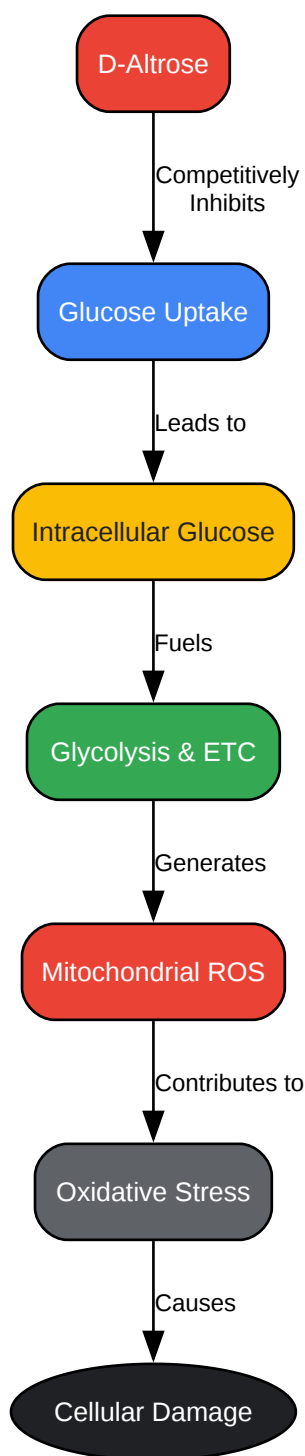 D-Altrose
Competitively
Inhibits
Glucose Uptake
Leads to
Intracellular Glucose
Fuels
Glycolysis & ETC
Generates
Mitochondrial ROS
Contributes to
Oxidative Stress
Causes
Cellular Damage